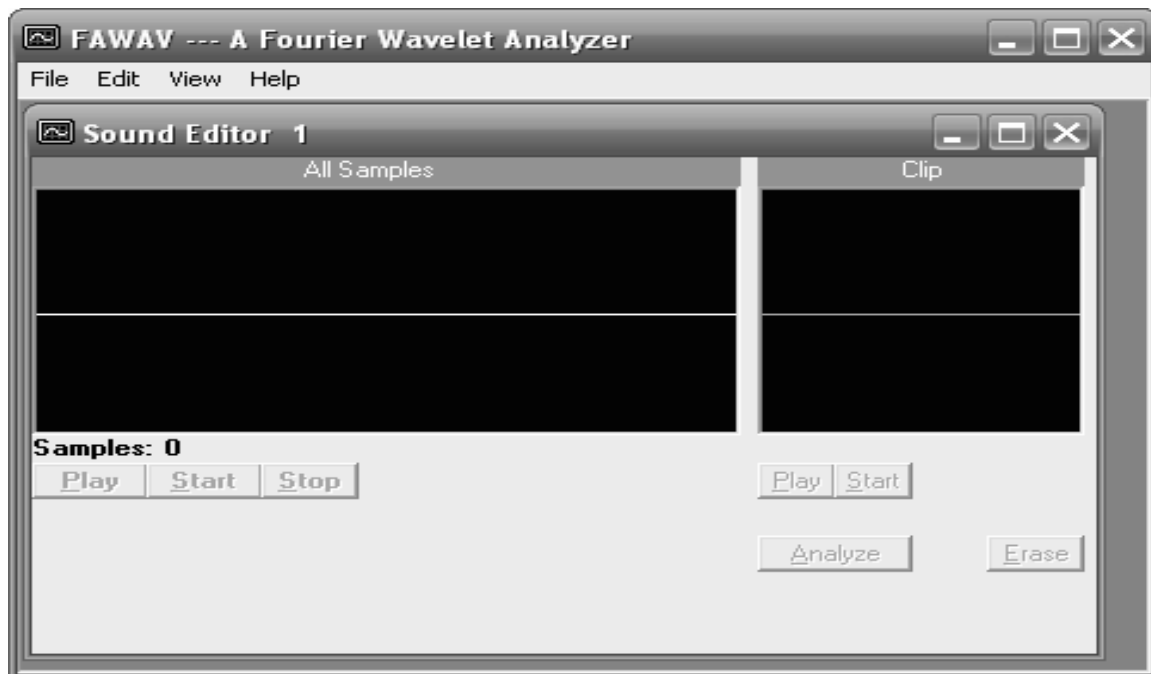 FAWAV --- A Fourier Wavelet Analyzer
File Edit View Help
Sound Editor 1
All Samples
Clip
Samples: 0
Play Start Stop
Play Start
Analyze Erase